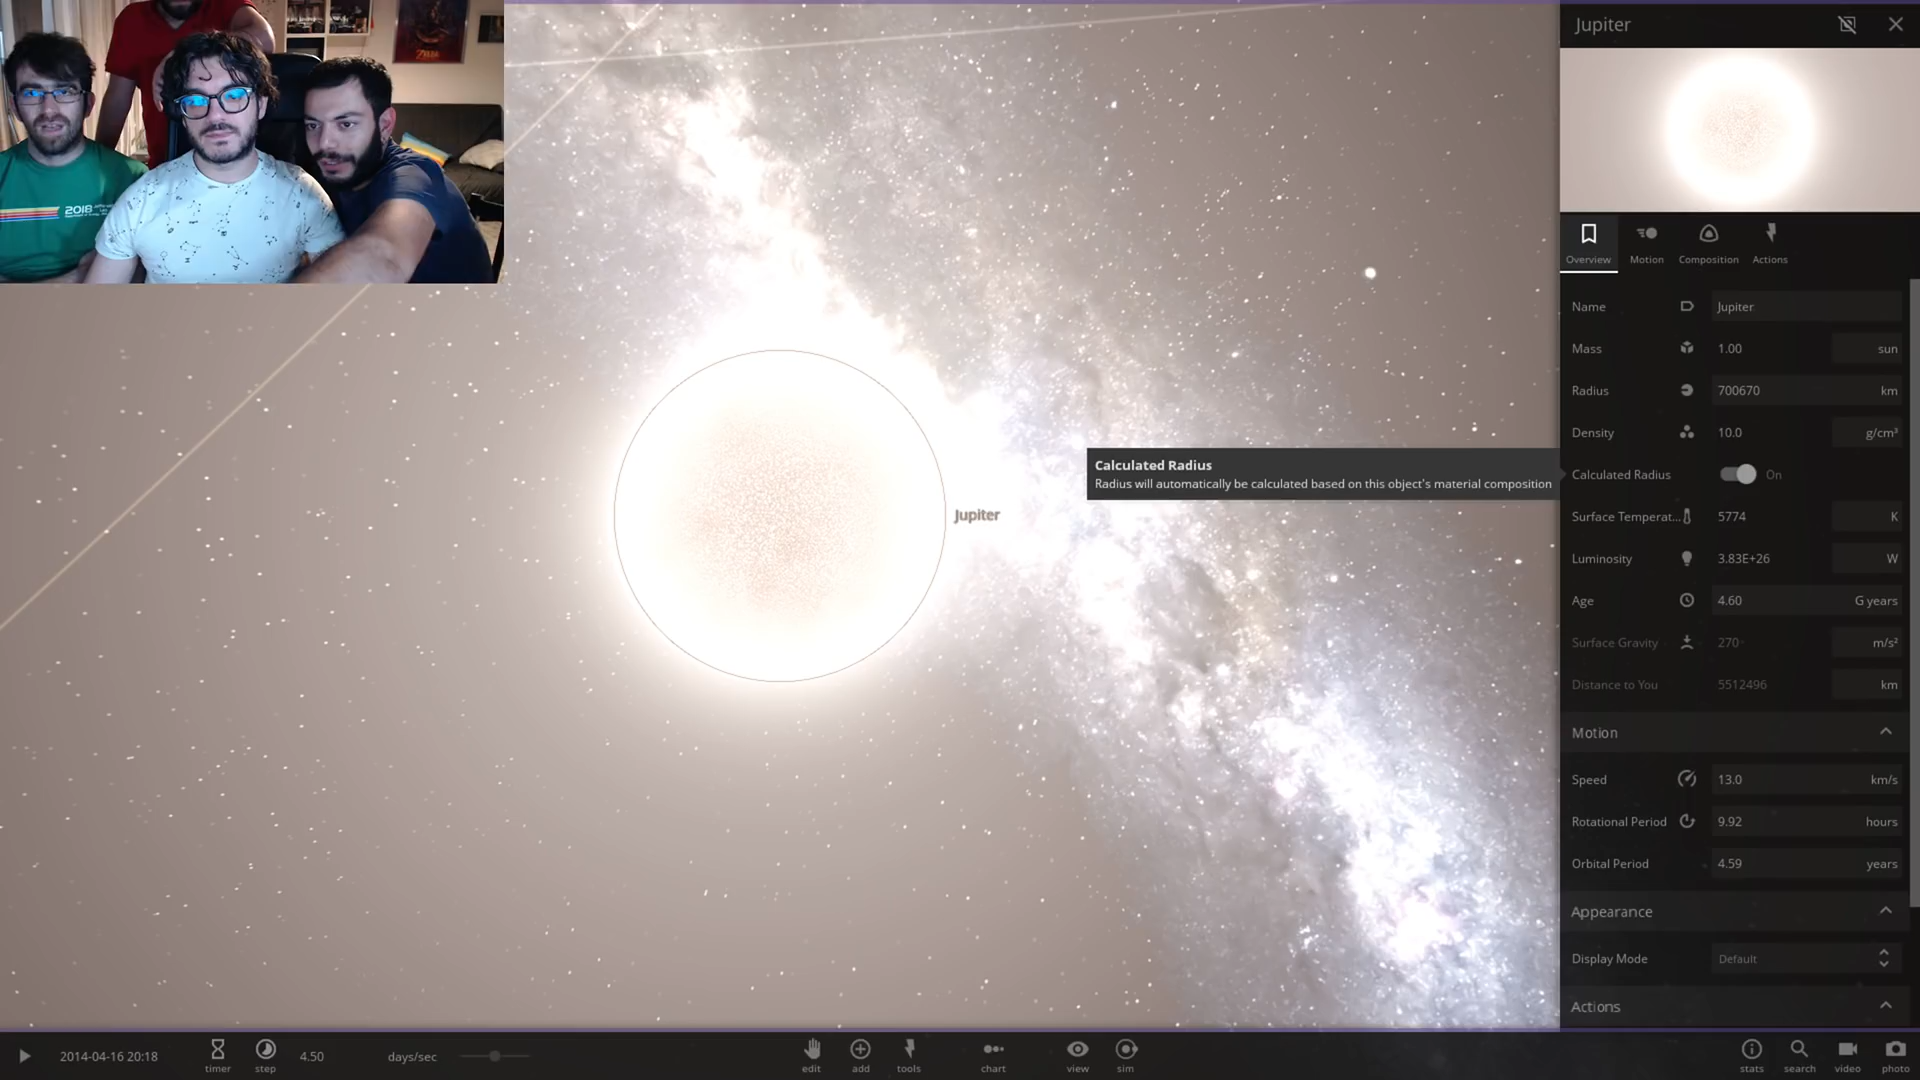 ZELDA
2018
Jupiter
Overview
Motion
Composition
Actions
Name Jupiter
Mass 1.00 sun
Radius 700670 km
Density 10.0 g/cm³
Calculated Radius On
Calculated Radius
Radius will automatically be calculated based on this object's material composition
Jupiter
Surface Temperat... 5774 K
Luminosity 3.83E+26 W
Age 4.60 G years
Surface Gravity 270 m/s²
Distance to You 5512496 km
Motion
Speed 13.0 km/s
Rotational Period 9.92 hours
Orbital Period 4.59 years
Appearance
Display Mode Default
Actions
2014-04-16 20:18
timer
step
4.50 days/sec
edit
add
tools
chart
view
sim
stats
search
video
photo